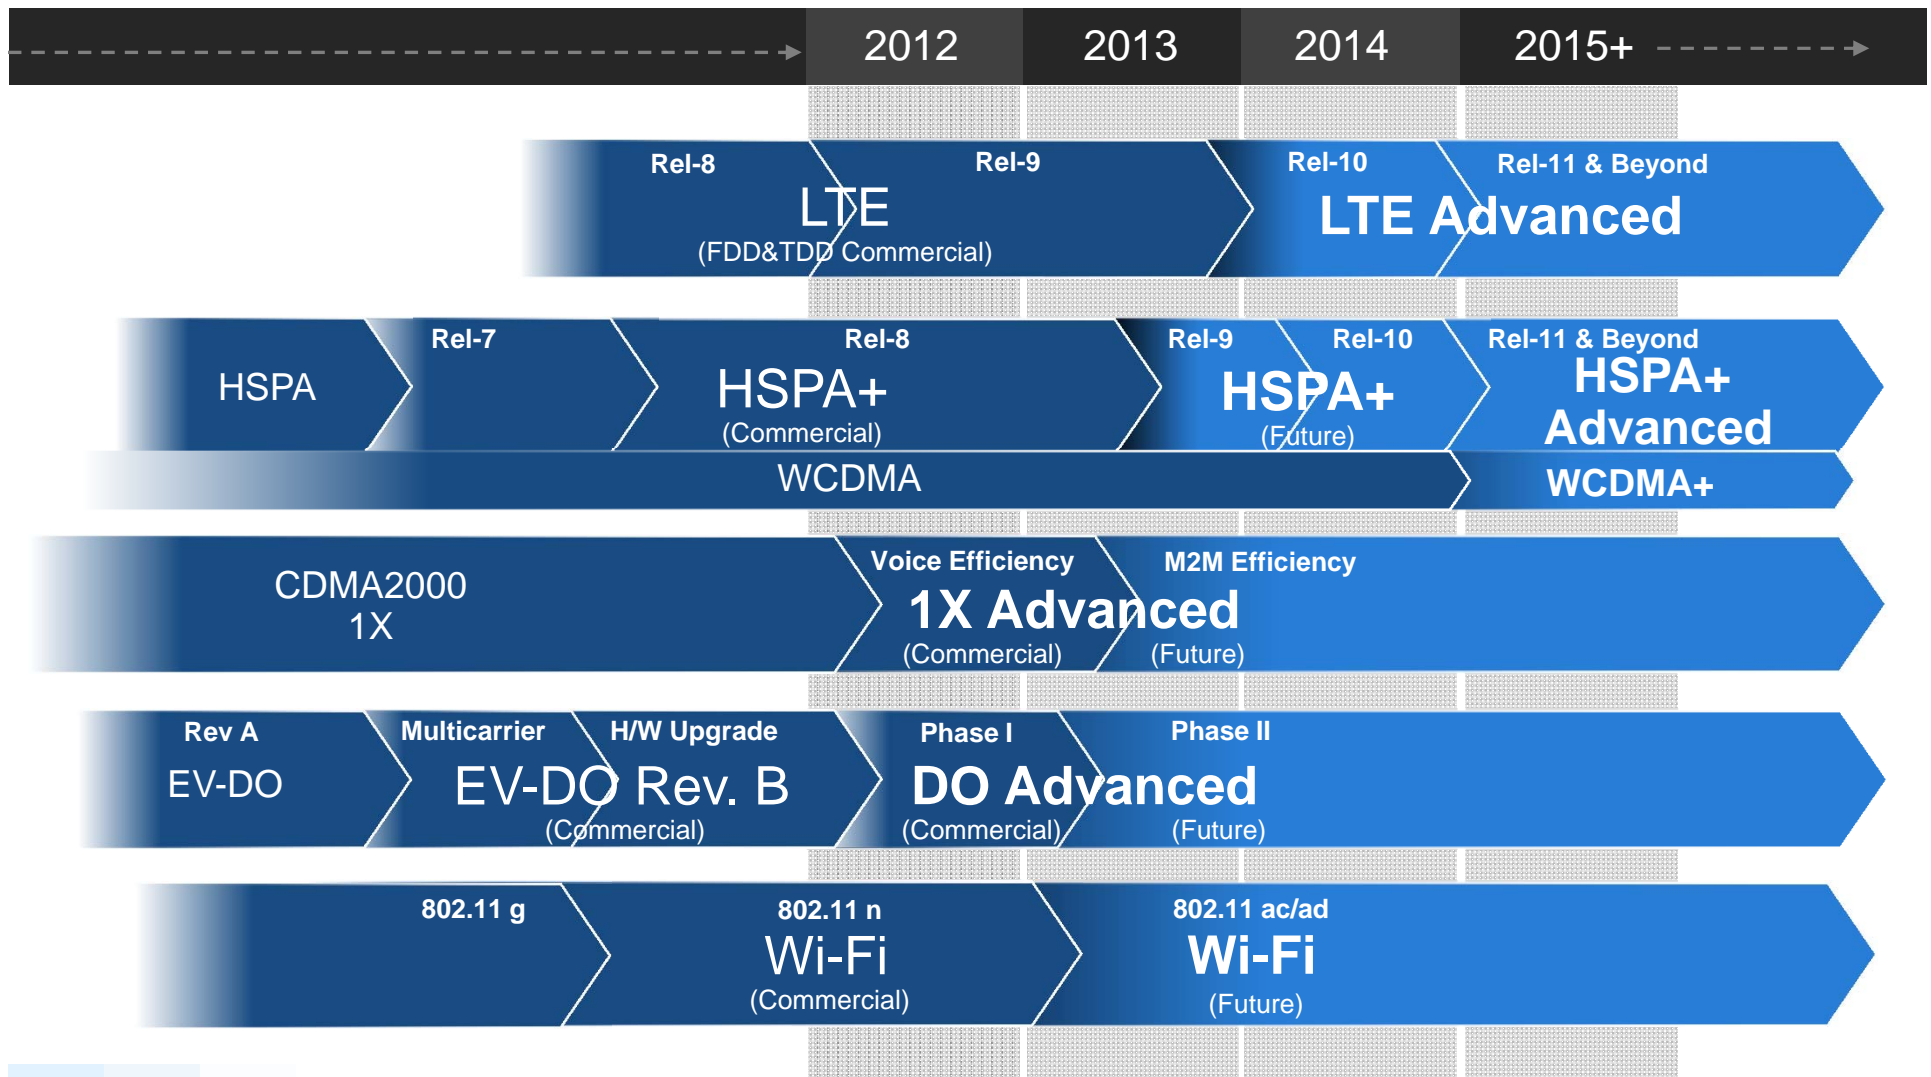 2012 2013 2014 2015+
Rel-8 Rel-9 Rel-10 Rel-11 & Beyond
LTE LTE Advanced
(FDD&TDD Commercial)
Rel-7 Rel-8 Rel-9 Rel-10 Rel-11 & Beyond
HSPA HSPA+ HSPA+ HSPA+
Advanced
(Commercial) (Future)
WCDMA WCDMA+
Voice Efficiency M2M Efficiency
CDMA2000
1X
1X Advanced
(Commercial) (Future)
Rev A Multicarrier H/W Upgrade Phase I Phase II
EV-DO EV-DO Rev. B DO Advanced
(Commercial) (Commercial) (Future)
802.11 g 802.11 n 802.11 ac/ad
Wi-Fi Wi-Fi
(Commercial) (Future)